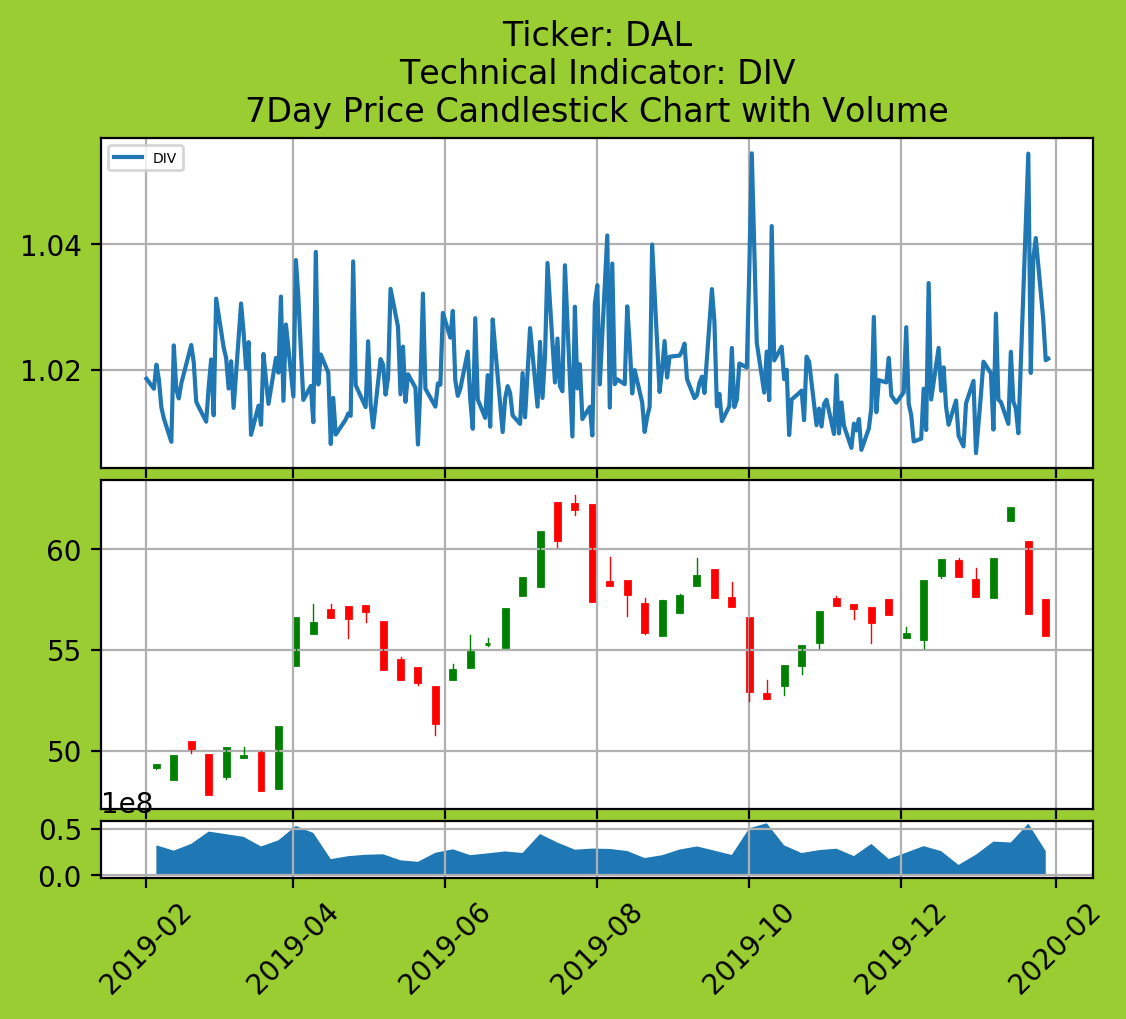 Ticker: DAL
Technical Indicator: DIV
7Day Price Candlestick Chart with Volume
DIV
1.04
1.02
60
55
50
1e8
0.5
0.0
2019-02
2019-04
2019-06
2019-08
2019-10
2019-12
2020-02